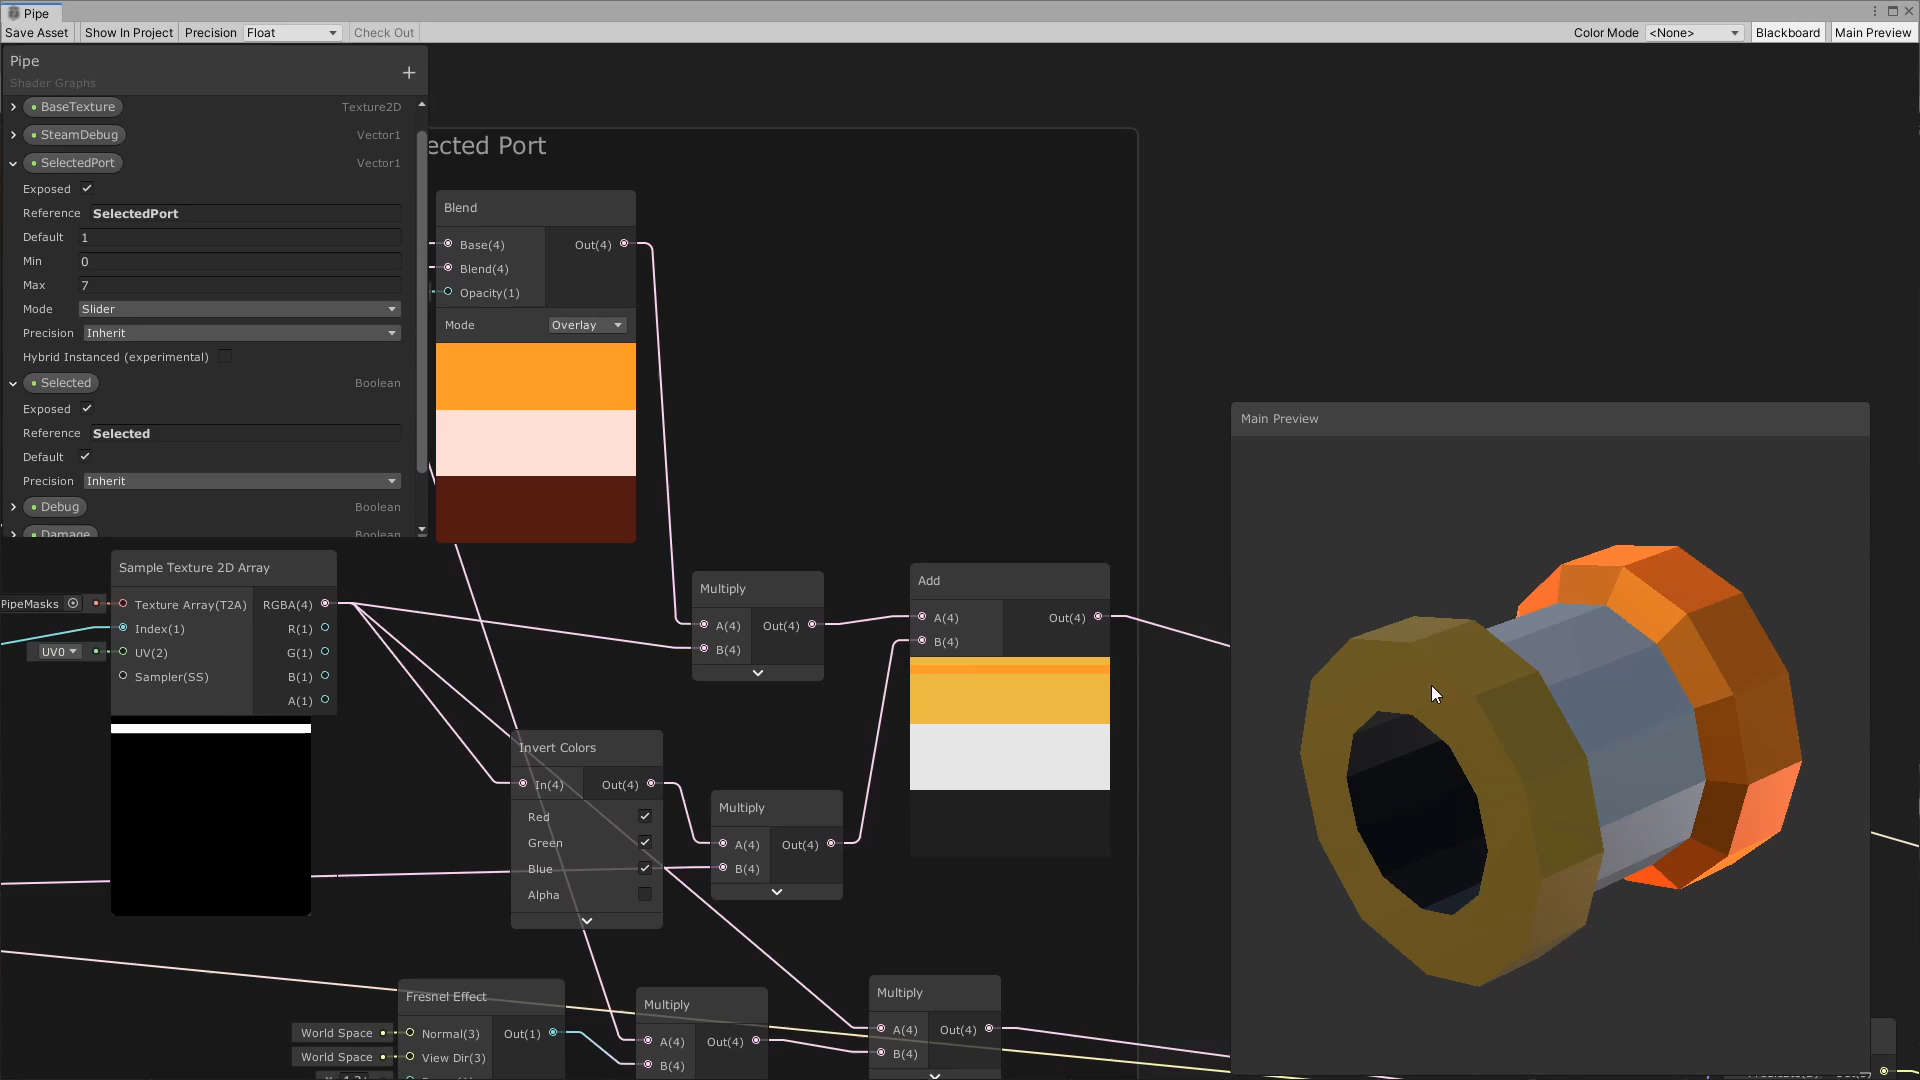 Pipe
Save Asset
Show In Project
Precision
Float
Check Out
Color Mode
<None>
Blackboard
Main Preview
Pipe
Shader Graphs
BaseTexture
Texture2D
SteamDebug
Vector1
SelectedPort
Vector1
Exposed
Reference
SelectedPort
Default
1
Min
0
Max
7
Mode
Slider
Precision
Inherit
Hybrid Instanced (experimental)
Selected
Boolean
Exposed
Reference
Selected
Default
Precision
Inherit
Debug
Boolean
Damage
Boolean
ected Port
Blend
Base(4)
Out(4)
Blend(4)
Opacity(1)
Mode
Overlay
Sample Texture 2D Array
PipeMasks
Texture Array(T2A)
RGBA(4)
Index(1)
R(1)
UV0
UV(2)
G(1)
Sampler(SS)
B(1)
A(1)
Multiply
A(4)
Out(4)
B(4)
Add
A(4)
Out(4)
B(4)
Invert Colors
In(4)
Out(4)
Red
Green
Blue
Alpha
Multiply
A(4)
Out(4)
B(4)
Fresnel Effect
World Space
Normal(3)
Out(1)
World Space
View Dir(3)
Multiply
A(4)
Out(4)
B(4)
Multiply
A(4)
Out(4)
B(4)
Main Preview